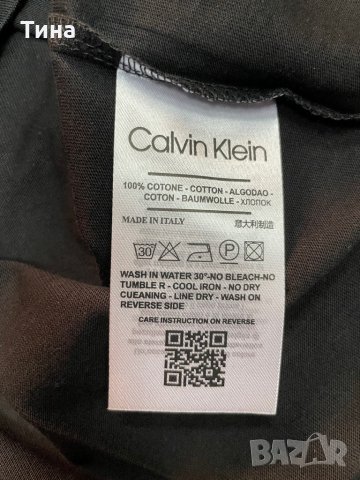 Тина
Calvin Klein
100% COTONE - COTTON - ALGODAO -
COTON - BAUMWOLLE - ХЛОПОК
MADE IN ITALY 意大利制造
30 P
WASH IN WATER 30°-NO BLEACH-NO
TUMBLE R - COOL IRON - NO DRY
CUEANING - LINE DRY - WASH ON
REVERSE SIDE
CARE INSTRUCTION ON REVERSE
BAZAR